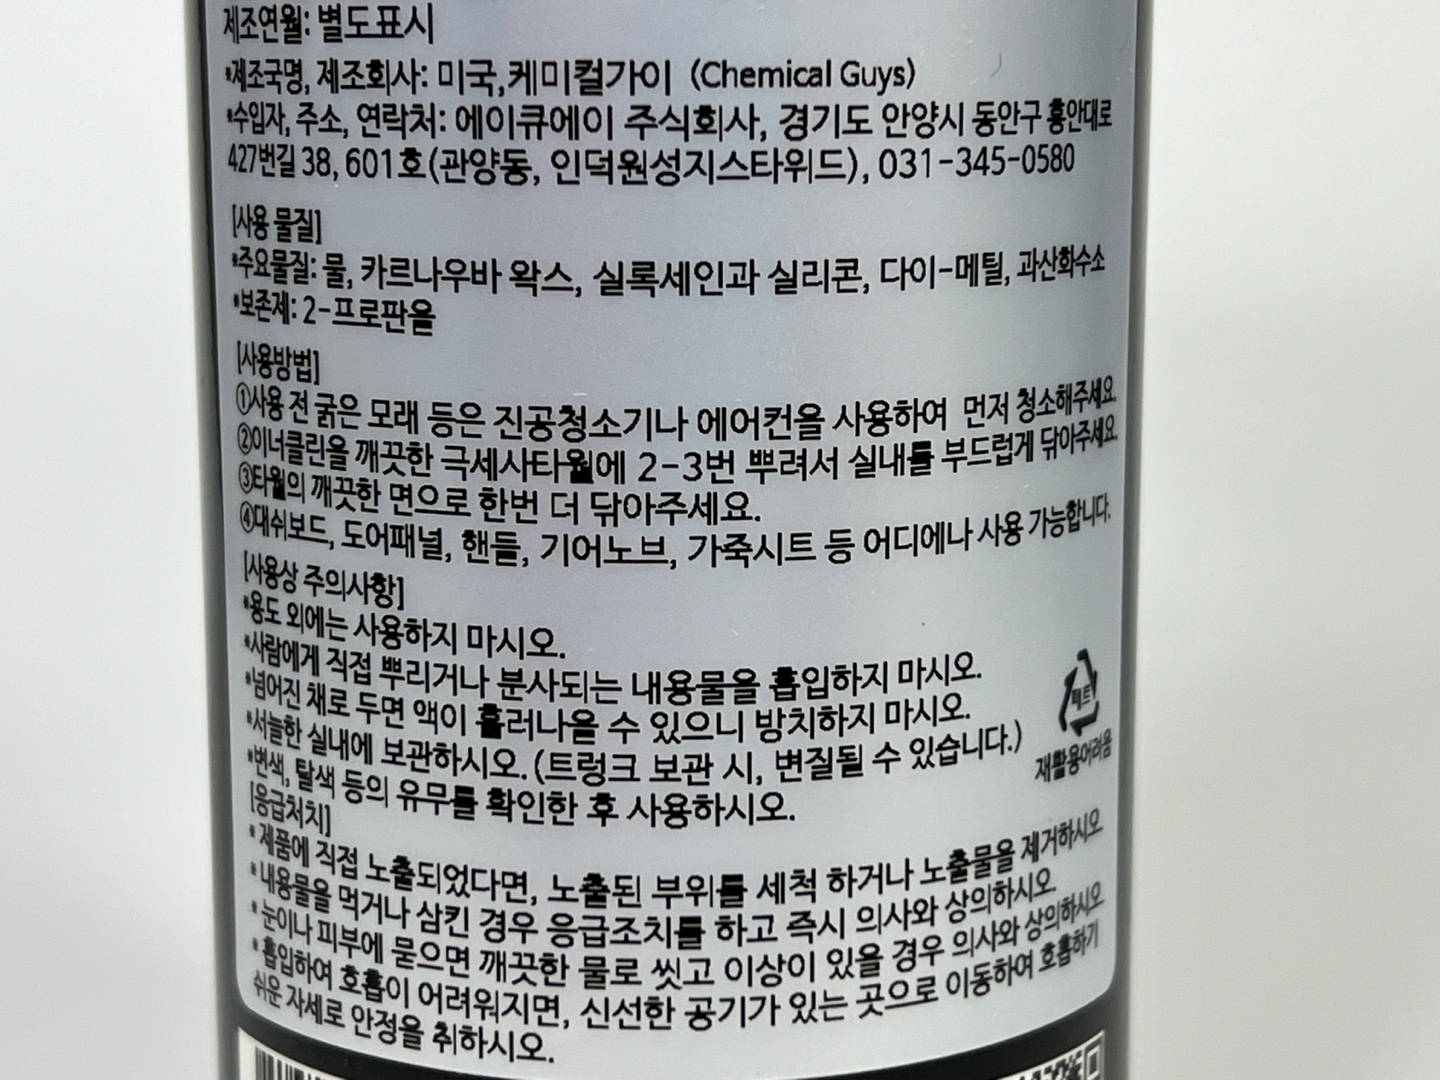 제조연월: 별도표시
*제조국명, 제조회사: 미국,케미컬가이 (Chemical Guys)
*수입자, 주소, 연락처: 에이큐에이 주식회사, 경기도 안양시 동안구 흥안대로
427번길 38, 601호(관양동, 인덕원성지스타위드), 031-345-0580
[사용 물질]
*주요물질: 물, 카르나우바 왁스, 실록세인과 실리콘, 다이-메틸, 과산화수소
*보존제: 2-프로판올
[사용방법]
①사용 전 굵은 모래 등은 진공청소기나 에어컨을 사용하여 먼저 청소해주세요.
②이너클린을 깨끗한 극세사타월에 2-3번 뿌려서 실내를 부드럽게 닦아주세요.
③타월의 깨끗한 면으로 한번 더 닦아주세요.
④대쉬보드, 도어패널, 핸들, 기어노브, 가죽시트 등 어디에나 사용 가능합니다.
[사용상 주의사항]
*용도 외에는 사용하지 마시오.
*사람에게 직접 뿌리거나 분사되는 내용물을 흡입하지 마시오.
*넘어진 채로 두면 액이 흘러나올 수 있으니 방치하지 마시오.
*서늘한 실내에 보관하시오.(트렁크 보관 시, 변질될 수 있습니다.)
*변색, 탈색 등의 유무를 확인한 후 사용하시오.
페트
재활용어려움
[응급처치]
* 제품에 직접 노출되었다면, 노출된 부위를 세척 하거나 노출물을 제거하시오
* 내용물을 먹거나 삼킨 경우 응급조치를 하고 즉시 의사와 상의하시오.
* 눈이나 피부에 묻으면 깨끗한 물로 씻고 이상이 있을 경우 의사와 상의하시오
* 흡입하여 호흡이 어려워지면, 신선한 공기가 있는 곳으로 이동하여 호흡하기
쉬운 자세로 안정을 취하시오.